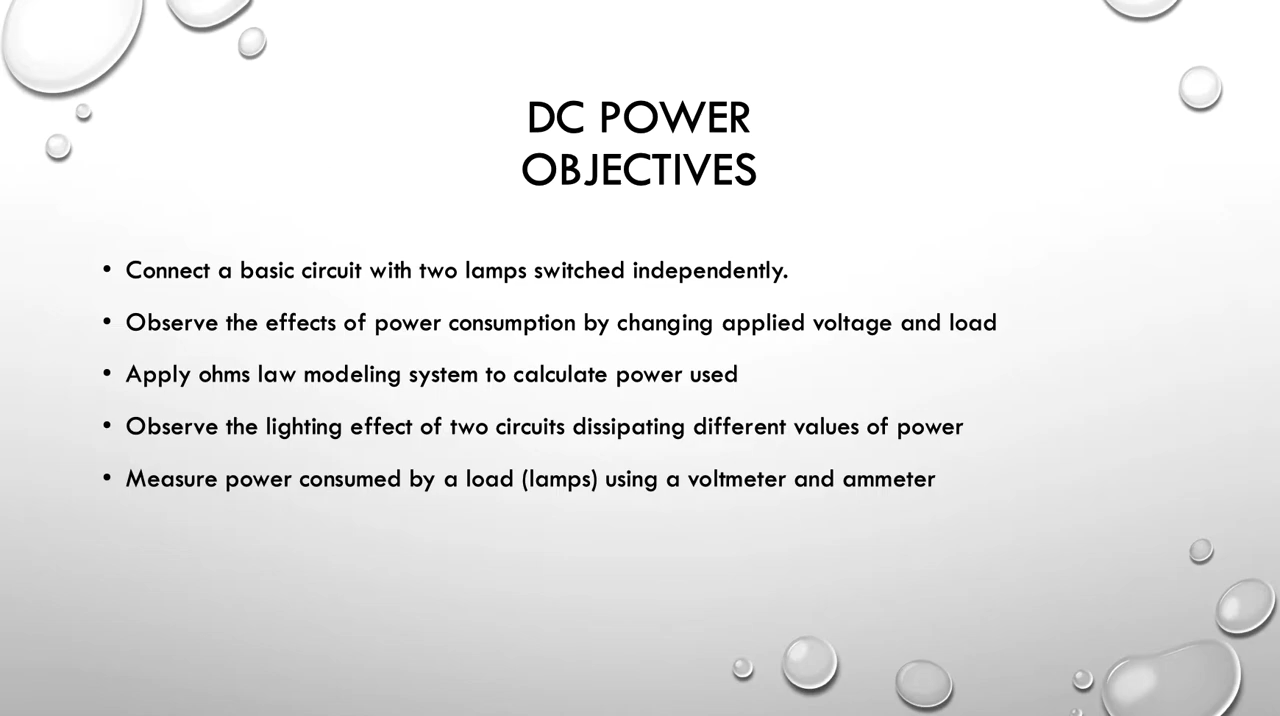 DC POWER
OBJECTIVES
• Connect a basic circuit with two lamps switched independently.
• Observe the effects of power consumption by changing applied voltage and load
• Apply ohms law modeling system to calculate power used
• Observe the lighting effect of two circuits dissipating different values of power
• Measure power consumed by a load (lamps) using a voltmeter and ammeter